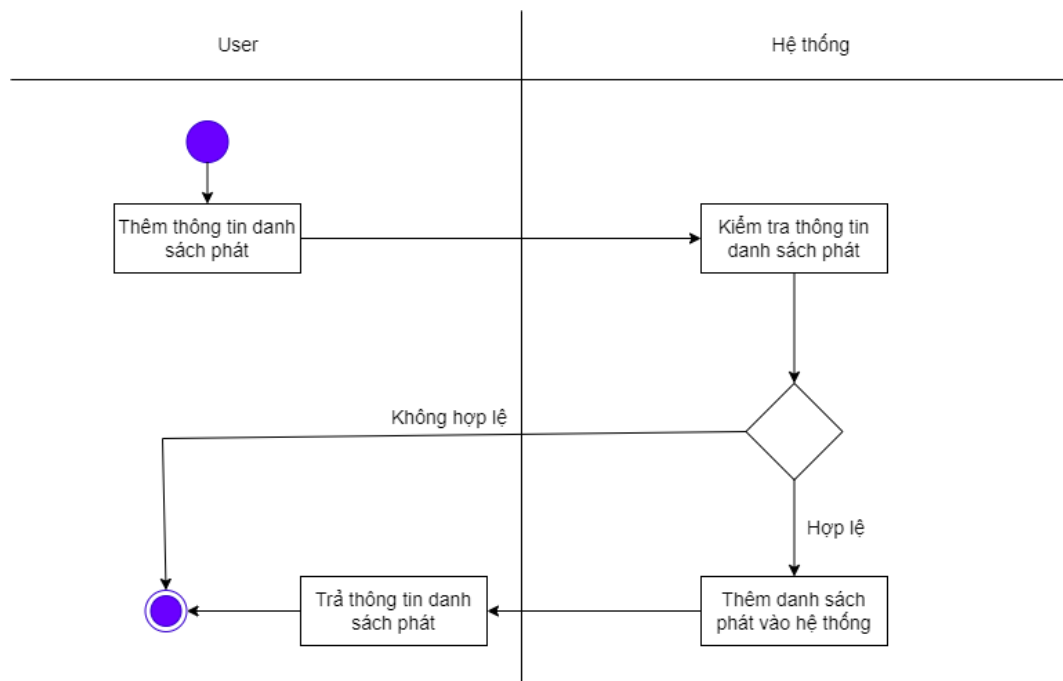 User
Hệ thống
Thêm thông tin danh
sách phát
Kiểm tra thông tin
danh sách phát
Không hợp lệ
Hợp lệ
Trả thông tin danh
sách phát
Thêm danh sách
phát vào hệ thống